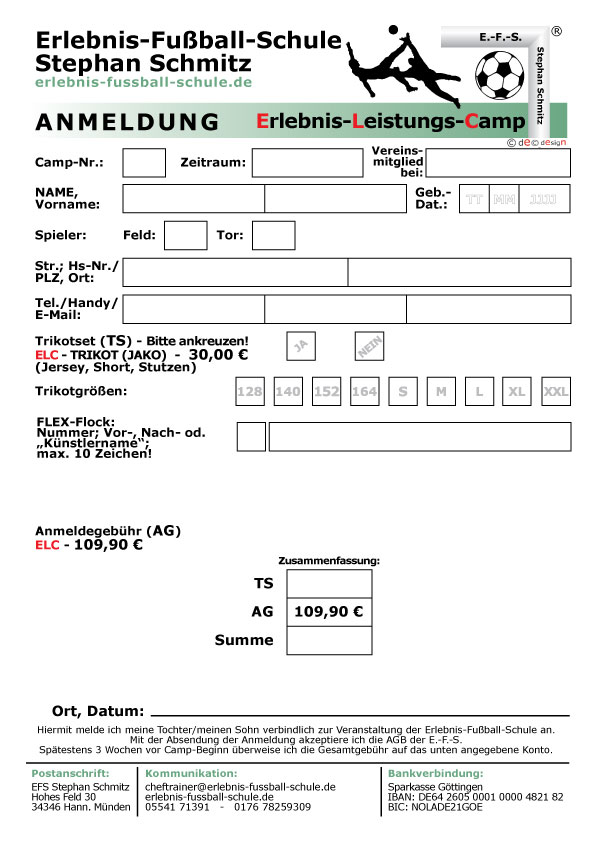 Erlebnis-Fußball-Schule
Stephan Schmitz
erlebnis-fussball-schule.de
E.-F.-S.
®
Stephan Schmitz
ANMELDUNG Erlebnis-Leistungs-Camp
© de© design
Camp-Nr.: Zeitraum: Vereins-
mitglied
bei:
NAME,
Vorname:
Geb.-
Dat.: TT MM JJJJ
Spieler: Feld: Tor:
Str.; Hs-Nr./
PLZ, Ort:
Tel./Handy/
E-Mail:
Trikotset (TS) - Bitte ankreuzen!
ELC - TRIKOT (JAKO) - 30,00 €
(Jersey, Short, Stutzen)
JA NEIN
Trikotgrößen: 128 140 152 164 S M L XL XXL
FLEX-Flock:
Nummer; Vor-, Nach- od.
„Künstlername“;
max. 10 Zeichen!
Anmeldegebühr (AG)
ELC - 109,90 €
Zusammenfassung:
TS
AG 109,90 €
Summe
Ort, Datum:
Hiermit melde ich meine Tochter/meinen Sohn verbindlich zur Veranstaltung der Erlebnis-Fußball-Schule an.
Mit der Absendung der Anmeldung akzeptiere ich die AGB der E.-F.-S.
Spätestens 3 Wochen vor Camp-Beginn überweise ich die Gesamtgebühr auf das unten angegebene Konto.
Postanschrift:
EFS Stephan Schmitz
Hohes Feld 30
34346 Hann. Münden
Kommunikation:
cheftrainer@erlebnis-fussball-schule.de
erlebnis-fussball-schule.de
05541 71391 - 0176 78259309
Bankverbindung:
Sparkasse Göttingen
IBAN: DE64 2605 0001 0000 4821 82
BIC: NOLADE21GOE